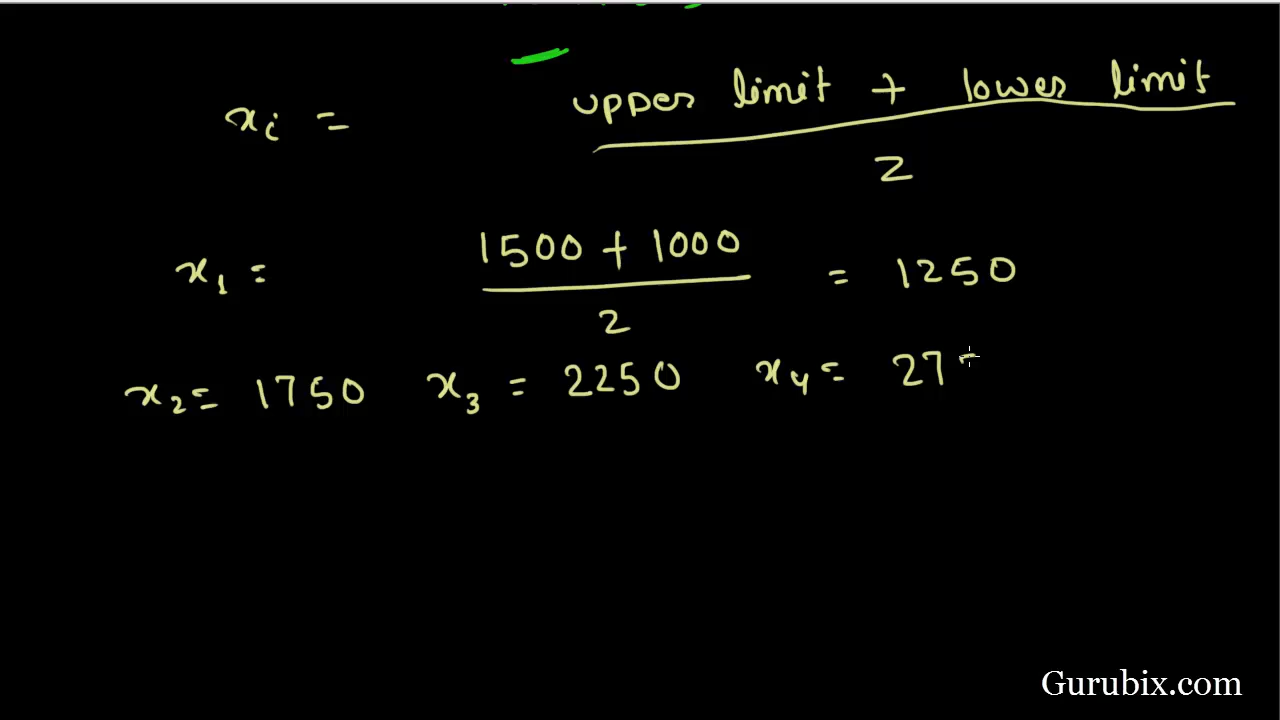 xᵢ = (upper limit + lower limit) / 2
x₁ = (1500 + 1000) / 2 = 1250
x₂ = 1750 x₃ = 2250 x₄ = 27
Gurubix.com